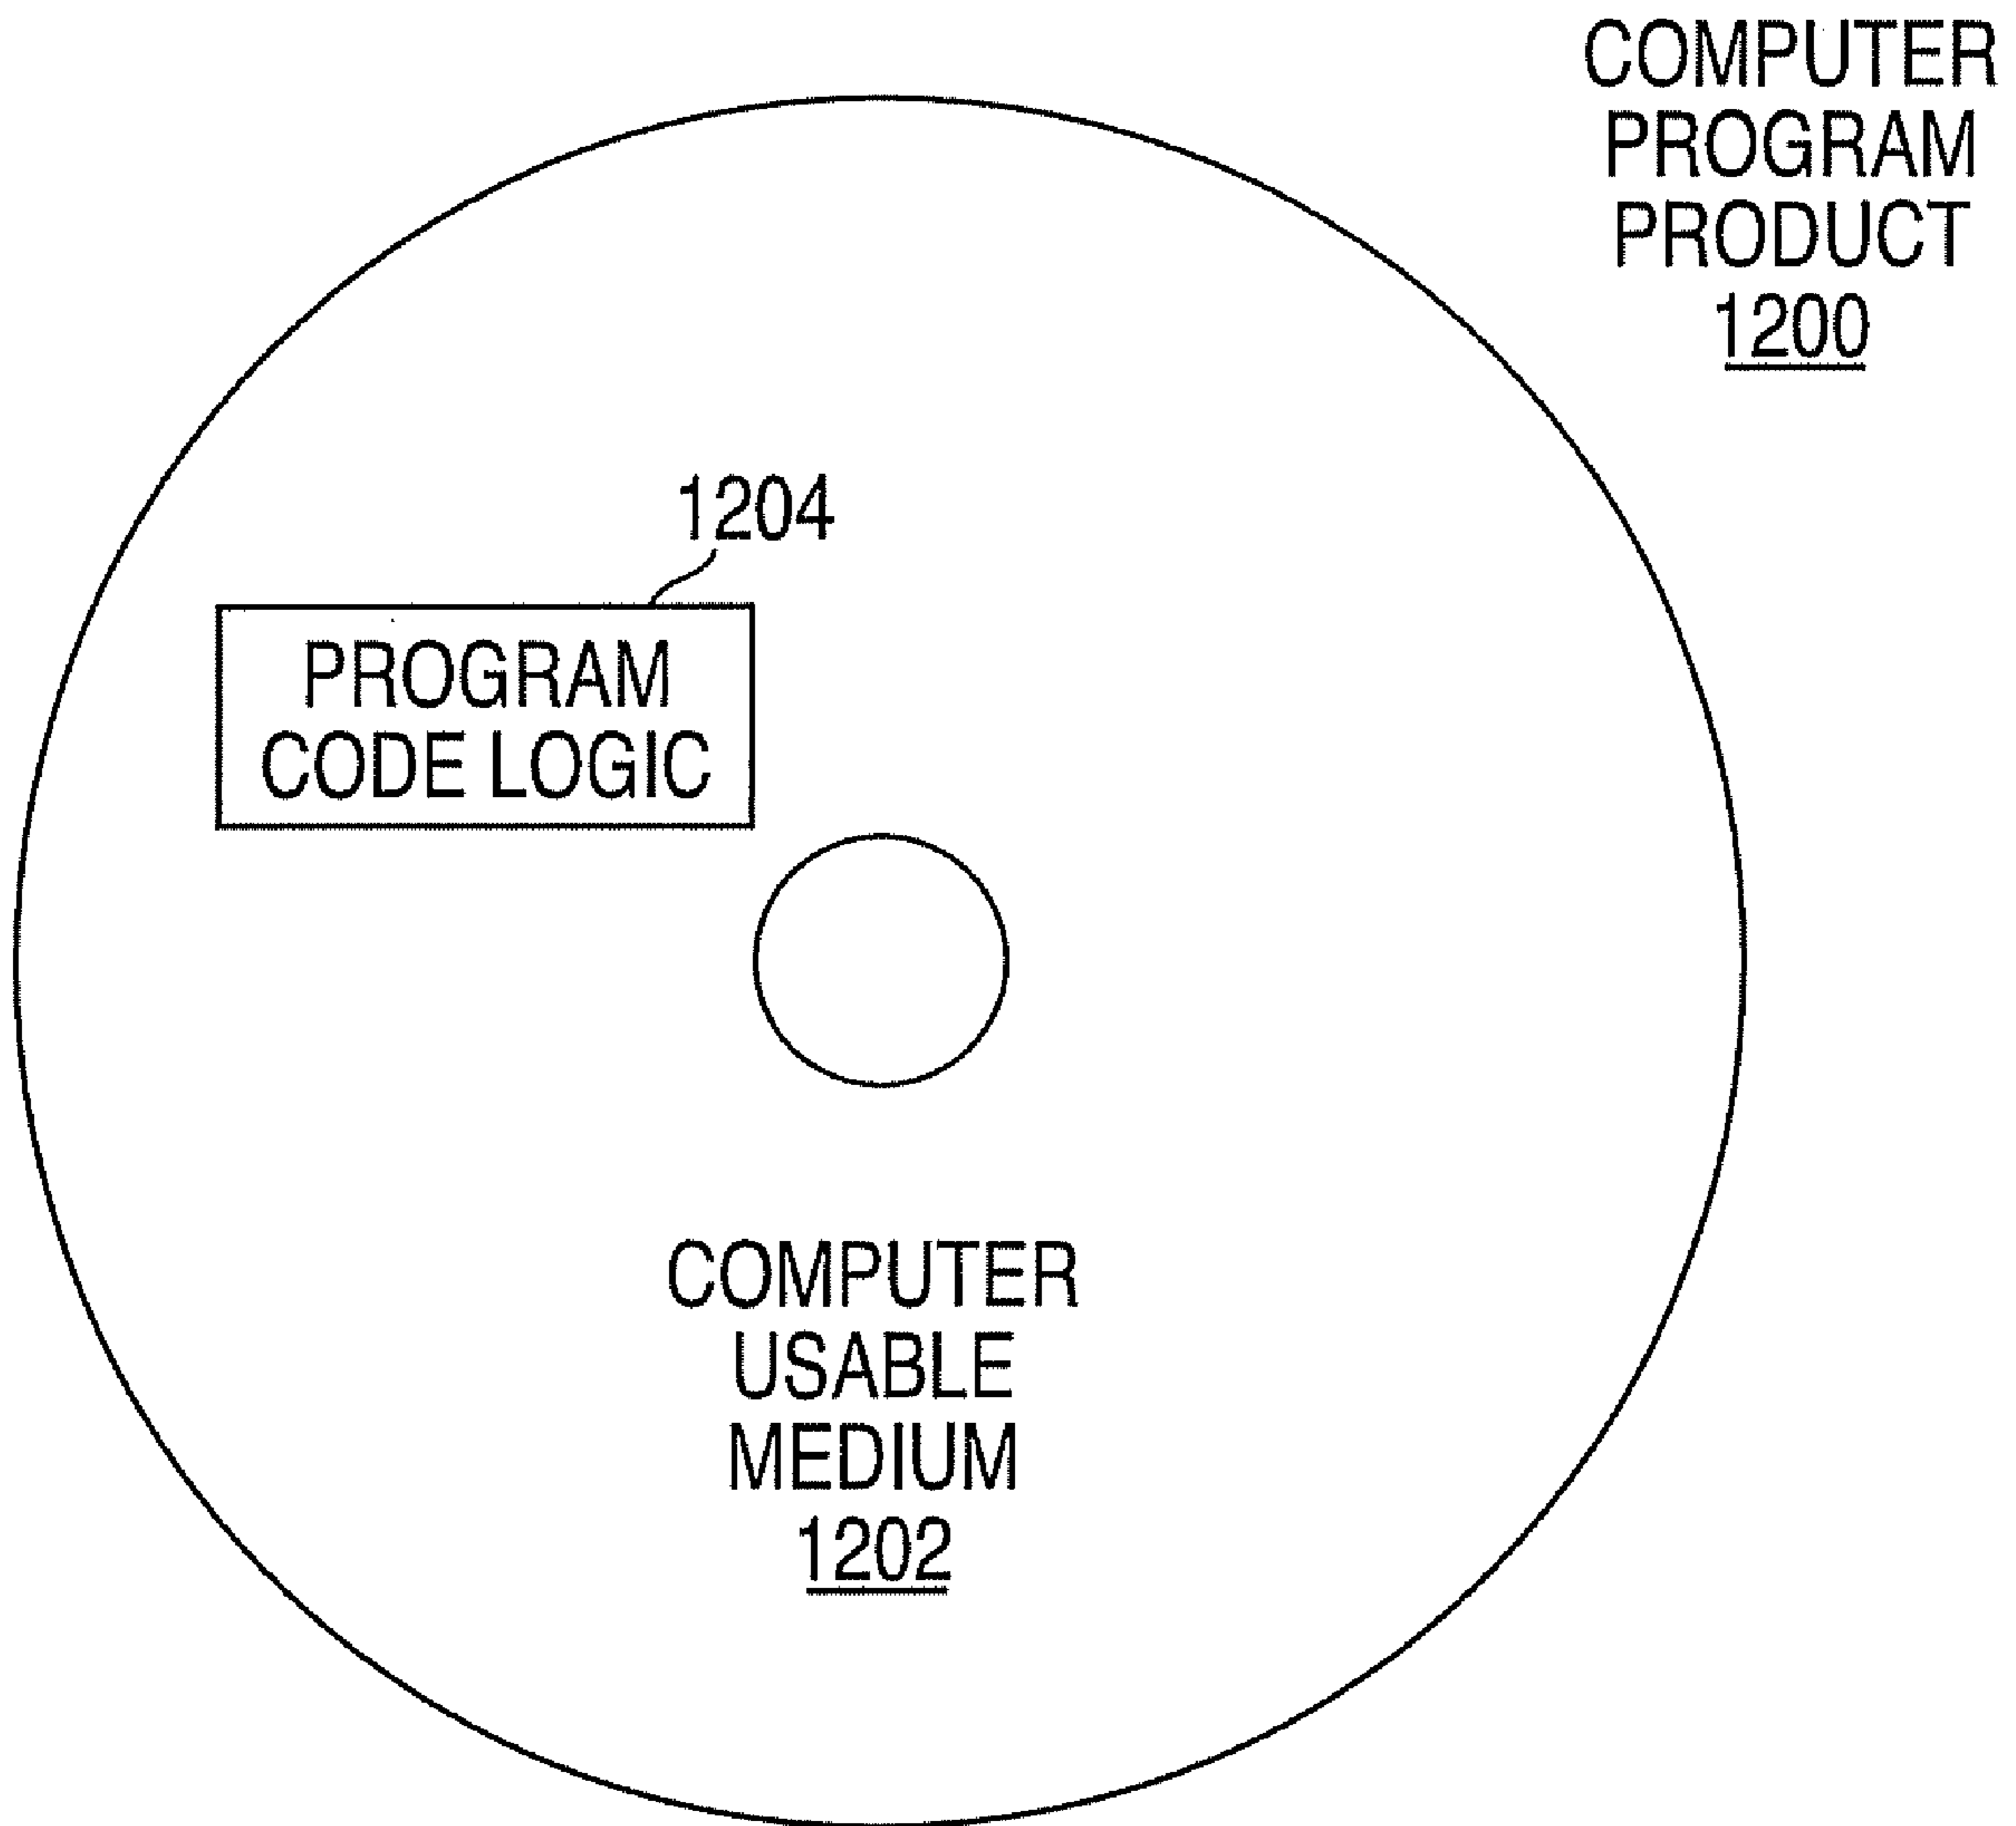 COMPUTER
PROGRAM
PRODUCT
1200
1204
PROGRAM
CODE LOGIC
COMPUTER
USABLE
MEDIUM
1202